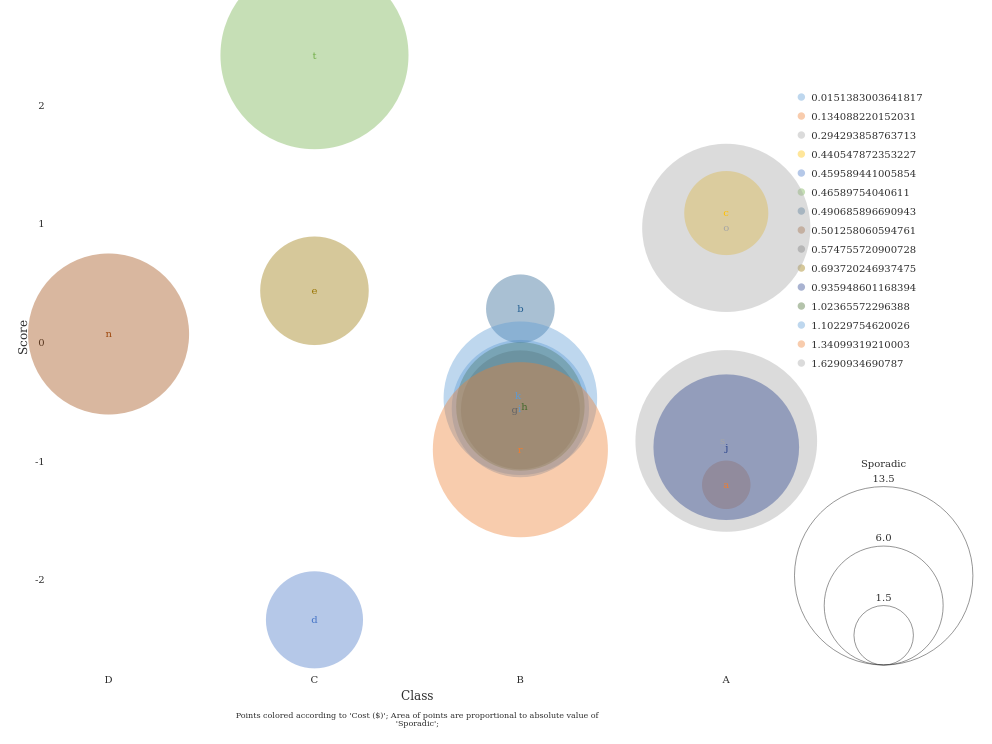 t
2
1
0
-1
-2
Score
n
e
d
b
g
h
c
o
j
D
C
B
A
Class
0.0151383003641817
0.134088220152031
0.294293858763713
0.440547872353227
0.459589441005854
0.46589754040611
0.490685896690943
0.501258060594761
0.574755720900728
0.693720246937475
0.935948601168394
1.02365572296388
1.10229754620026
1.34099319210003
1.6290934690787
Sporadic
13.5
6.0
1.5
Points colored according to 'Cost ($)'; Area of points are proportional to absolute value of
'Sporadic';